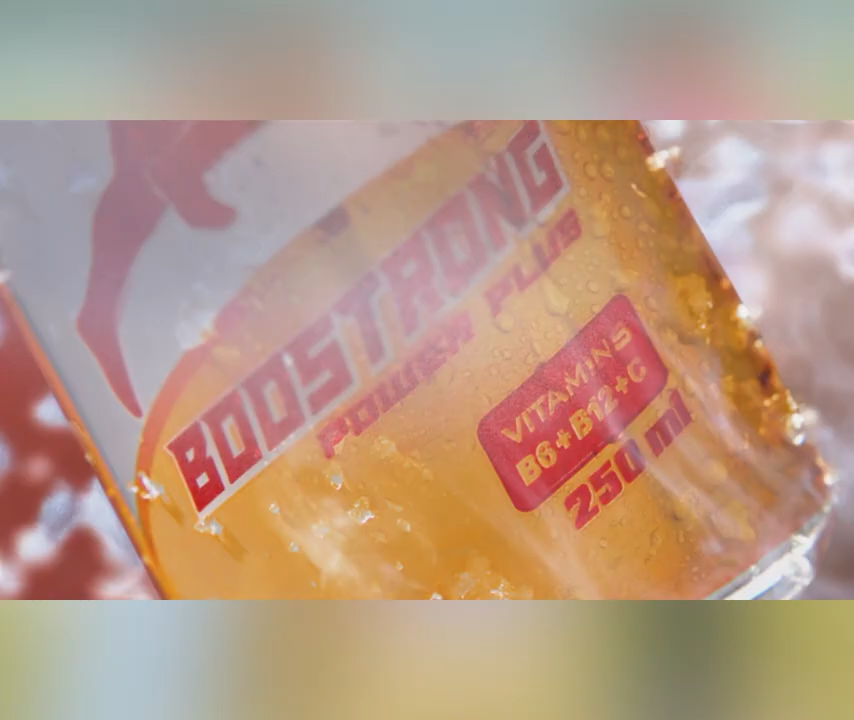 BOOSTRONG
POWER PLUS
VITAMINS
B6+B12+C
250 ml